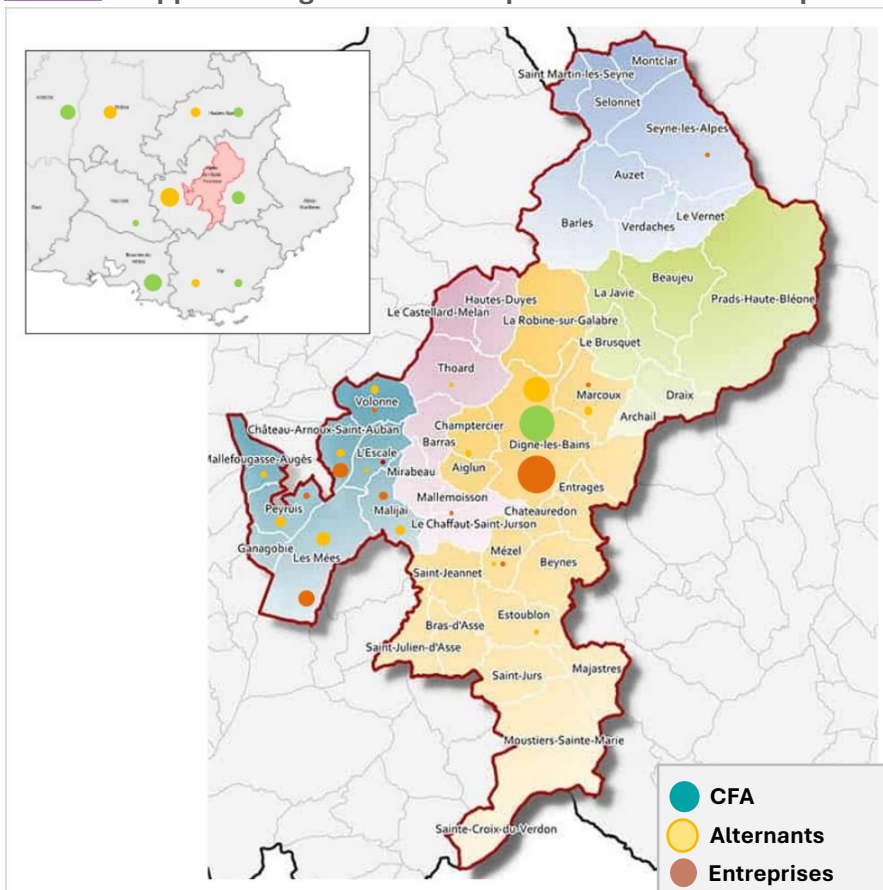 Montclar
Saint Martin-les-Seyne
Selonnet
Seyne-les-Alpes
Auzet
Le Vernet
Barles
Verdaches
Beaujeu
La Javie
Prads-Haute-Bléone
Hautes-Duyes
Le Castellard-Melan
La Robine-sur-Galabre
Le Brusquet
Thoard
Draix
Marcoux
Archail
Volonne
Champtercier
Château-Arnoux-Saint-Auban
Barras
Digne-les-Bains
L'Escale
Mallefougasse-Augès
Mirabeau
Aiglun
Entrages
Mallemoisson
Peyruis
Malijai
Chateauredon
Le Chaffaut-Saint-Jurson
Ganagobie
Les Mées
Mézel
Beynes
Saint-Jeannet
Estoublon
Bras-d'Asse
Saint-Julien-d'Asse
Majastres
Saint-Jurs
Moustiers-Sainte-Marie
Sainte-Croix-du-Verdon
CFA
Alternants
Entreprises